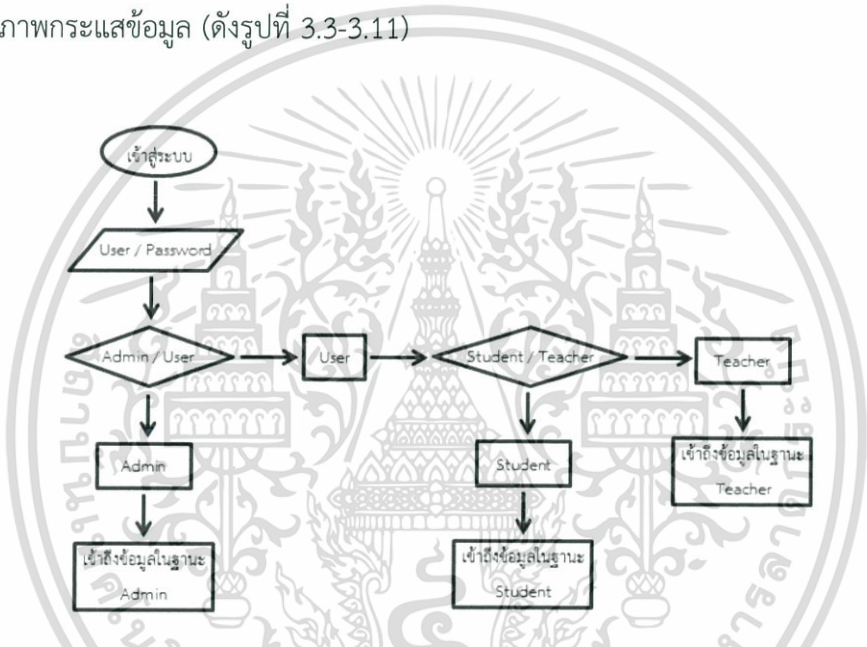 ภาพกระแสข้อมูล (ดังรูปที่ 3.3-3.11)
เข้าสู่ระบบ
User / Password
Admin / User
User
Student / Teacher
Teacher
Admin
Student
เข้าถึงข้อมูลในฐานะ
Teacher
เข้าถึงข้อมูลในฐานะ
Admin
เข้าถึงข้อมูลในฐานะ
Student